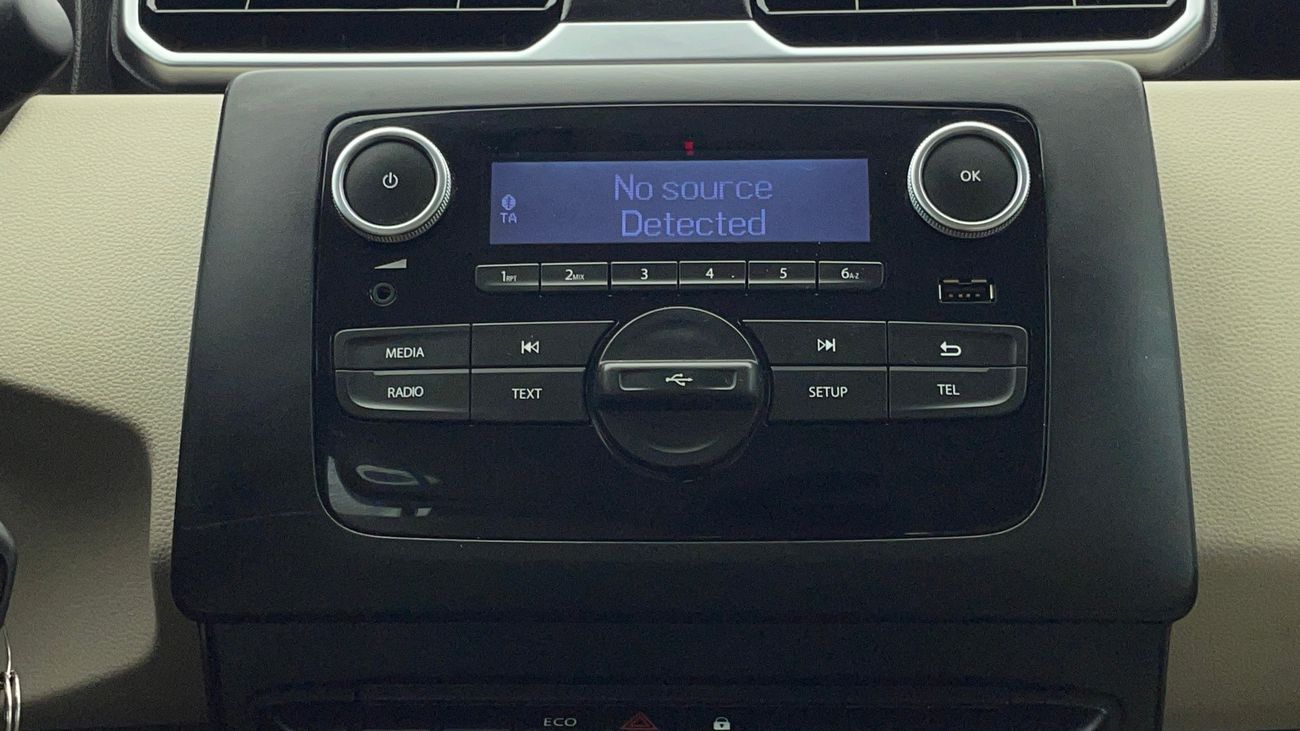 No source
Detected
TA
OK
1RPT 2MIX 3 4 5 6A-Z
MEDIA
RADIO TEXT SETUP TEL
ECO